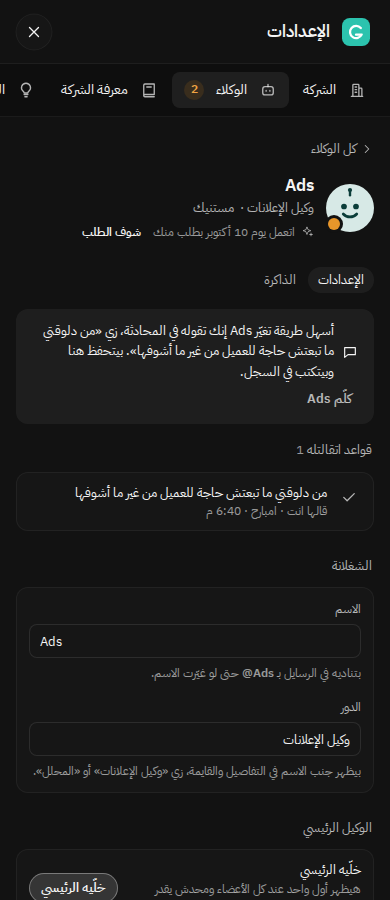 الإعدادات
الشركة
الوكلاء 2
معرفة الشركة
كل الوكلاء
Ads
وكيل الإعلانات · مستنيك
اتعمل يوم 10 أكتوبر بطلب منك
شوف الطلب
الإعدادات
الذاكرة
أسهل طريقة تغيّر Ads إنك تقوله في المحادثة، زي «من دلوقتي
ما تبعتش حاجة للعميل من غير ما أشوفها». بيتحفظ هنا
وبيتكتب في السجل.
كلّم Ads
قواعد اتقالتله 1
من دلوقتي ما تبعتش حاجة للعميل من غير ما أشوفها
قالها انت · امبارح · 6:40 م
الشغلانة
الاسم
Ads
بتناديه في الرسايل بـ @Ads حتى لو غيّرت الاسم.
الدور
وكيل الإعلانات
بيظهر جنب الاسم في التفاصيل والقايمة، زي «وكيل الإعلانات» أو «المحلل».
الوكيل الرئيسي
خلّيه الرئيسي
هيظهر أول واحد عند كل الأعضاء ومحدش يقدر
خلّيه الرئيسي